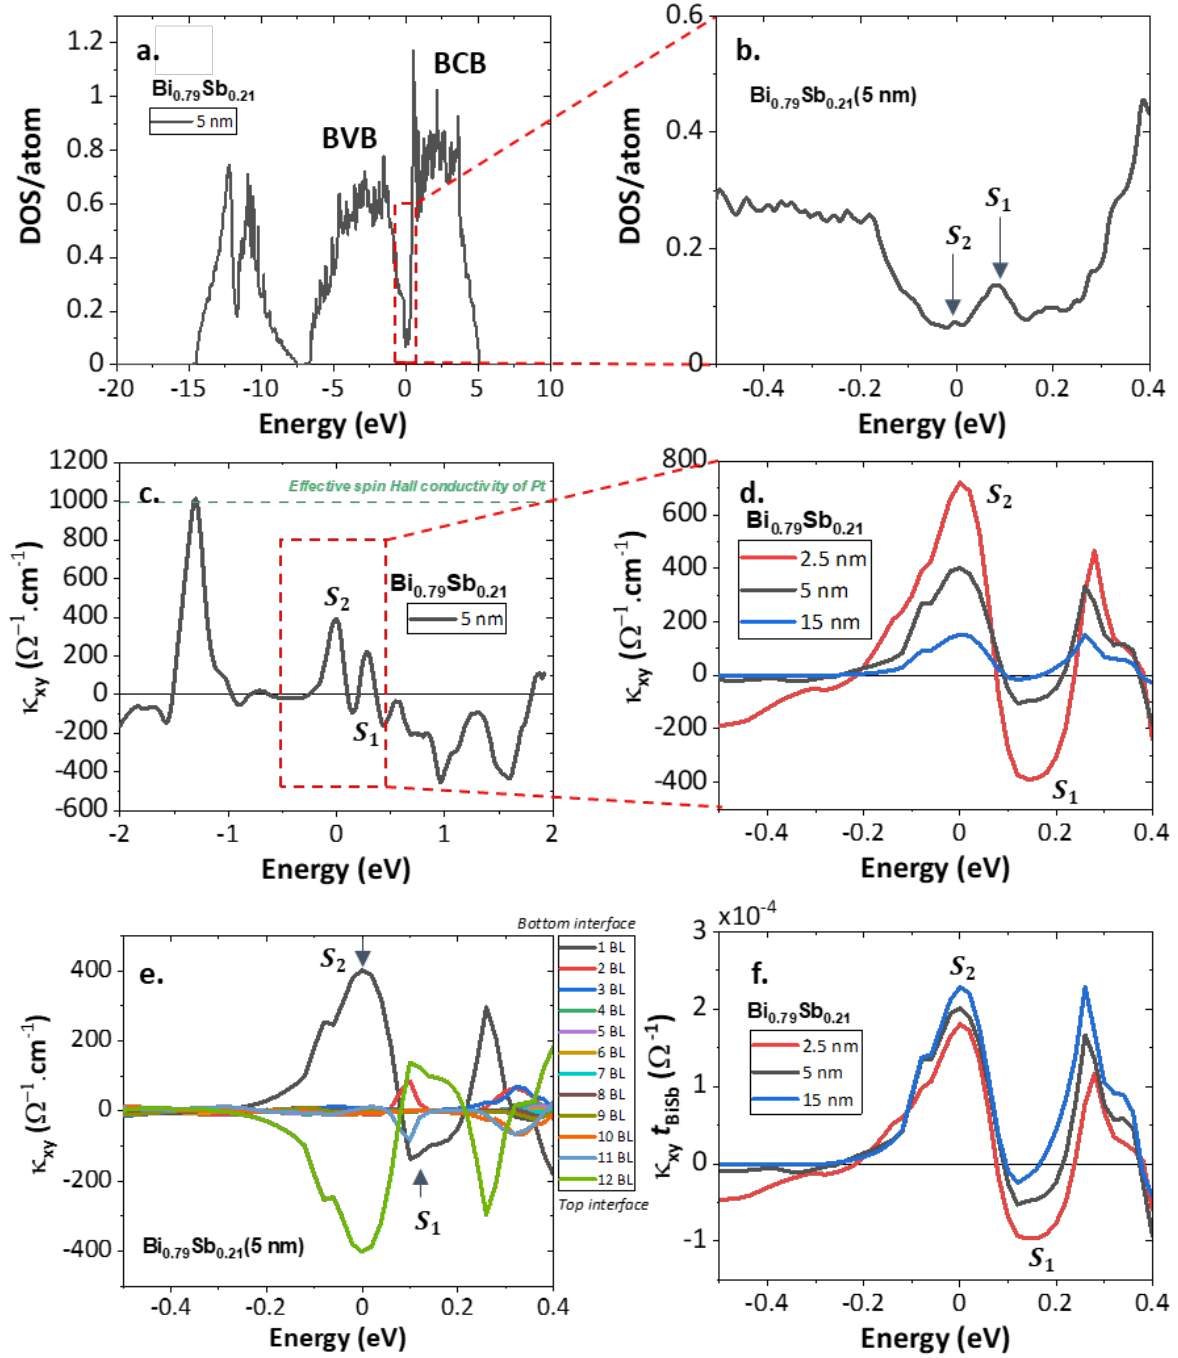 a.
Bi0.79Sb0.21
5 nm
BVB
BCB
DOS/atom
1.2
1
0.8
0.6
0.4
0.2
0
-20 -15 -10 -5 0 5 10
Energy (eV)
b.
Bi0.79Sb0.21(5 nm)
S2
S1
DOS/atom
0.6
0.4
0.2
0
-0.4 -0.2 0 0.2 0.4
Energy (eV)
c.
Effective spin Hall conductivity of Pt
Bi0.79Sb0.21
5 nm
S2
S1
κxy (Ω-1.cm-1)
1200
1000
800
600
400
200
0
-200
-400
-600
-2 -1 0 1 2
Energy (eV)
d.
Bi0.79Sb0.21
2.5 nm
5 nm
15 nm
S2
S1
κxy (Ω-1.cm-1)
800
600
400
200
0
-200
-400
-0.4 -0.2 0 0.2 0.4
Energy (eV)
e.
S2
S1
Bi0.79Sb0.21(5 nm)
κxy (Ω-1.cm-1)
400
200
0
-200
-400
-0.4 -0.2 0 0.2 0.4
Energy (eV)
Bottom interface
1 BL
2 BL
3 BL
4 BL
5 BL
6 BL
7 BL
8 BL
9 BL
10 BL
11 BL
12 BL
Top interface
f.
x10-4
Bi0.79Sb0.21
2.5 nm
5 nm
15 nm
S2
S1
κxy tBiSb (Ω-1)
3
2
1
0
-1
-0.4 -0.2 0 0.2 0.4
Energy (eV)